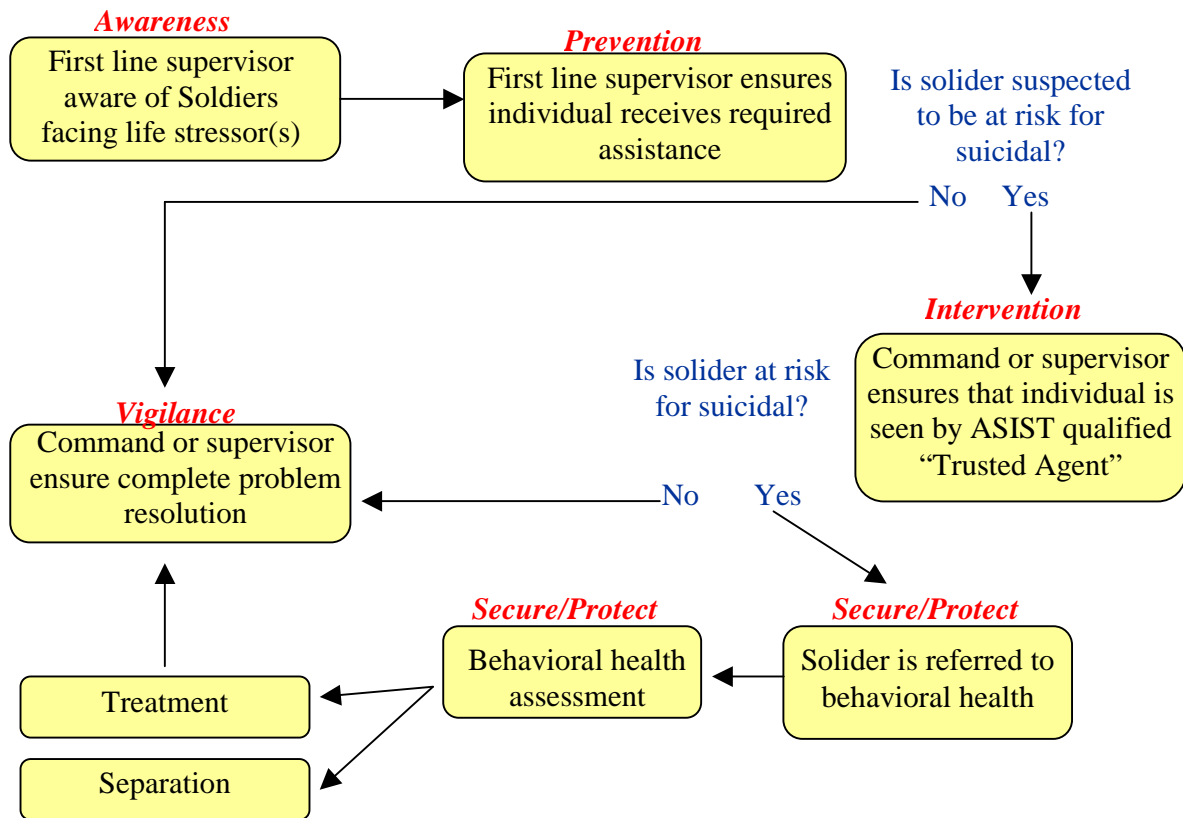 Awareness
First line supervisor
aware of Soldiers
facing life stressor(s)
Prevention
First line supervisor ensures
individual receives required
assistance
Is solider suspected
to be at risk for
suicidal?
No Yes
Intervention
Command or supervisor
ensures that individual is
seen by ASIST qualified
“Trusted Agent”
Is solider at risk
for suicidal?
No Yes
Vigilance
Command or supervisor
ensure complete problem
resolution
Secure/Protect
Solider is referred to
behavioral health
Secure/Protect
Behavioral health
assessment
Treatment
Separation